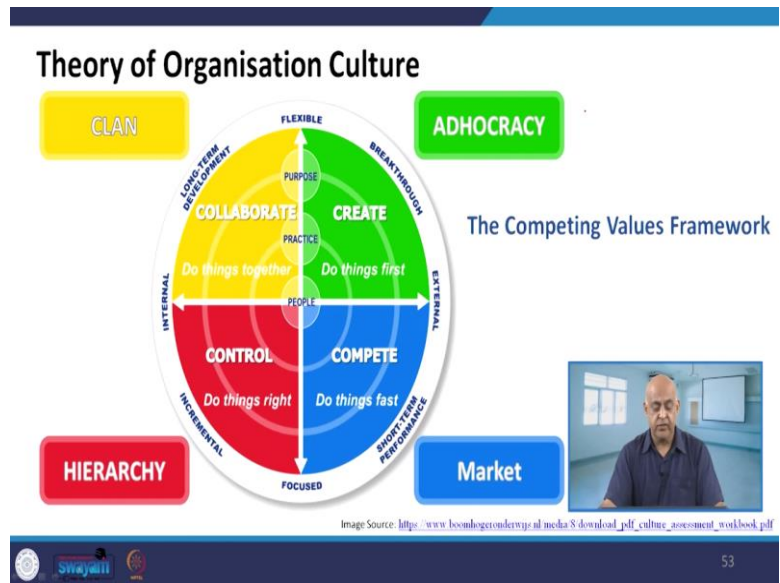 Theory of Organisation Culture
CLAN
ADHOCRACY
The Competing Values Framework
FLEXIBLE
LONG-TERM
DEVELOPMENT
BREAKTHROUGH
PURPOSE
COLLABORATE
CREATE
PRACTICE
Do things together
Do things first
INTERNAL
PEOPLE
EXTERNAL
CONTROL
COMPETE
Do things right
Do things fast
INCREMENTAL
SHORT-TERM
PERFORMANCE
FOCUSED
HIERARCHY
Market
Image Source: https://www.boomhogeronderwijs.nl/media/8/download_pdf_culture_assessment_workbook.pdf
swayam
53